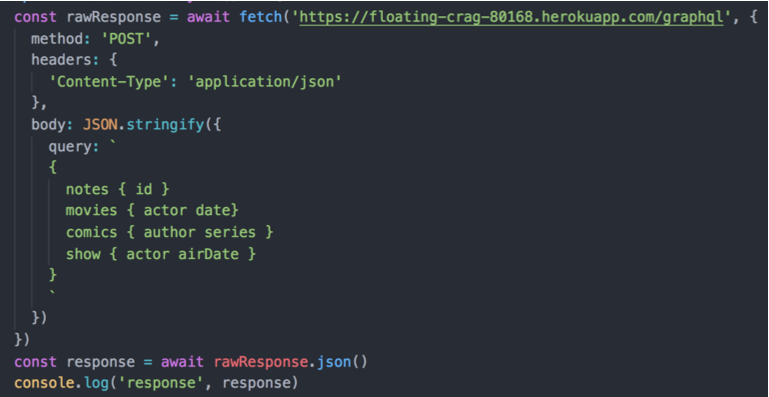 const rawResponse = await fetch('https://floating-crag-80168.herokuapp.com/graphql', {
  method: 'POST',
  headers: {
    'Content-Type': 'application/json'
  },
  body: JSON.stringify({
    query: `
    {
      notes { id }
      movies { actor date}
      comics { author series }
      show { actor airDate }
    }
    `
  })
})
const response = await rawResponse.json()
console.log('response', response)